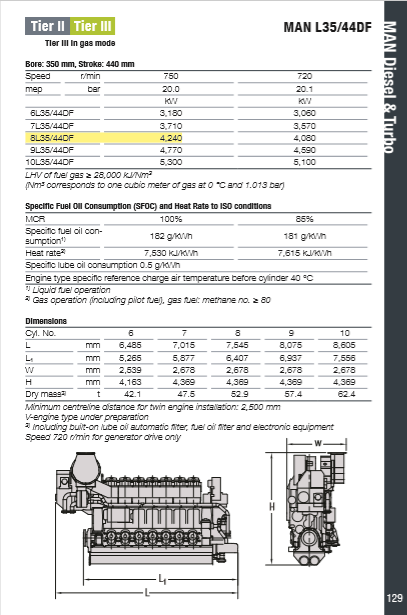 Tier II Tier III
MAN L35/44DF
Tier III in gas mode
MAN Diesel & Turbo
Bore: 350 mm, Stroke: 440 mm
Speed r/min 750 720
mep bar 20.0 20.1
kW kW
6L35/44DF 3,180 3,060
7L35/44DF 3,710 3,570
8L35/44DF 4,240 4,080
9L35/44DF 4,770 4,590
10L35/44DF 5,300 5,100
LHV of fuel gas ≥ 28,000 kJ/Nm³
(Nm³ corresponds to one cubic meter of gas at 0 °C and 1.013 bar)
Specific Fuel Oil Consumption (SFOC) and Heat Rate to ISO conditions
MCR 100% 85%
Specific fuel oil con-
sumption¹⁾ 182 g/kWh 181 g/kWh
Heat rate²⁾ 7,530 kJ/kWh 7,615 kJ/kWh
Specific lube oil consumption 0.5 g/kWh
Engine type specific reference charge air temperature before cylinder 40 °C
¹⁾ Liquid fuel operation
²⁾ Gas operation (including pilot fuel), gas fuel: methane no. ≥ 80
Dimensions
Cyl. No. 6 7 8 9 10
L mm 6,485 7,015 7,545 8,075 8,605
L₁ mm 5,265 5,877 6,407 6,937 7,556
W mm 2,539 2,678 2,678 2,678 2,678
H mm 4,163 4,369 4,369 4,369 4,369
Dry mass³⁾ t 42.1 47.5 52.9 57.4 62.4
Minimum centreline distance for twin engine installation: 2,500 mm
V-engine type under preparation
³⁾ Including built-on lube oil automatic filter, fuel oil filter and electronic equipment
Speed 720 r/min for generator drive only
W
H
L₁
L
129